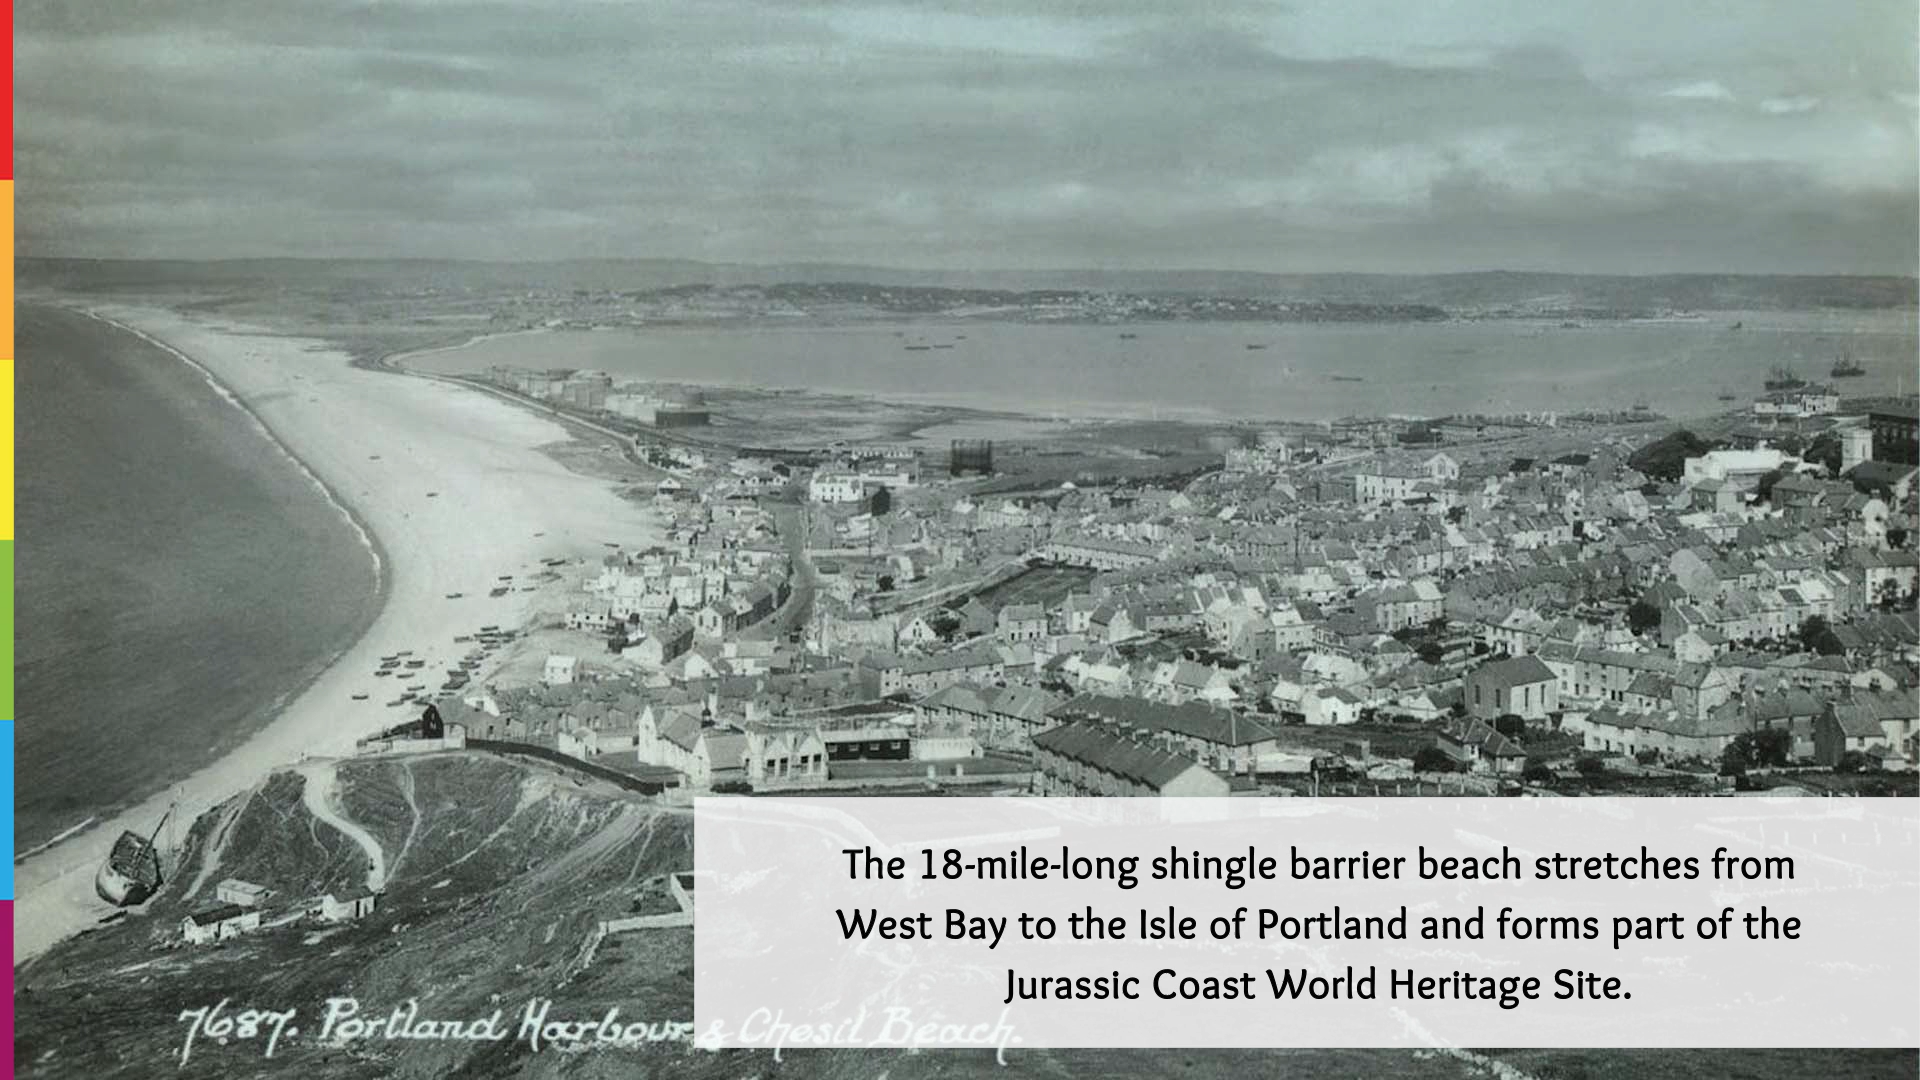 The 18-mile-long shingle barrier beach stretches from
West Bay to the Isle of Portland and forms part of the
Jurassic Coast World Heritage Site.
7687. Portland Harbour & Chesil Beach.